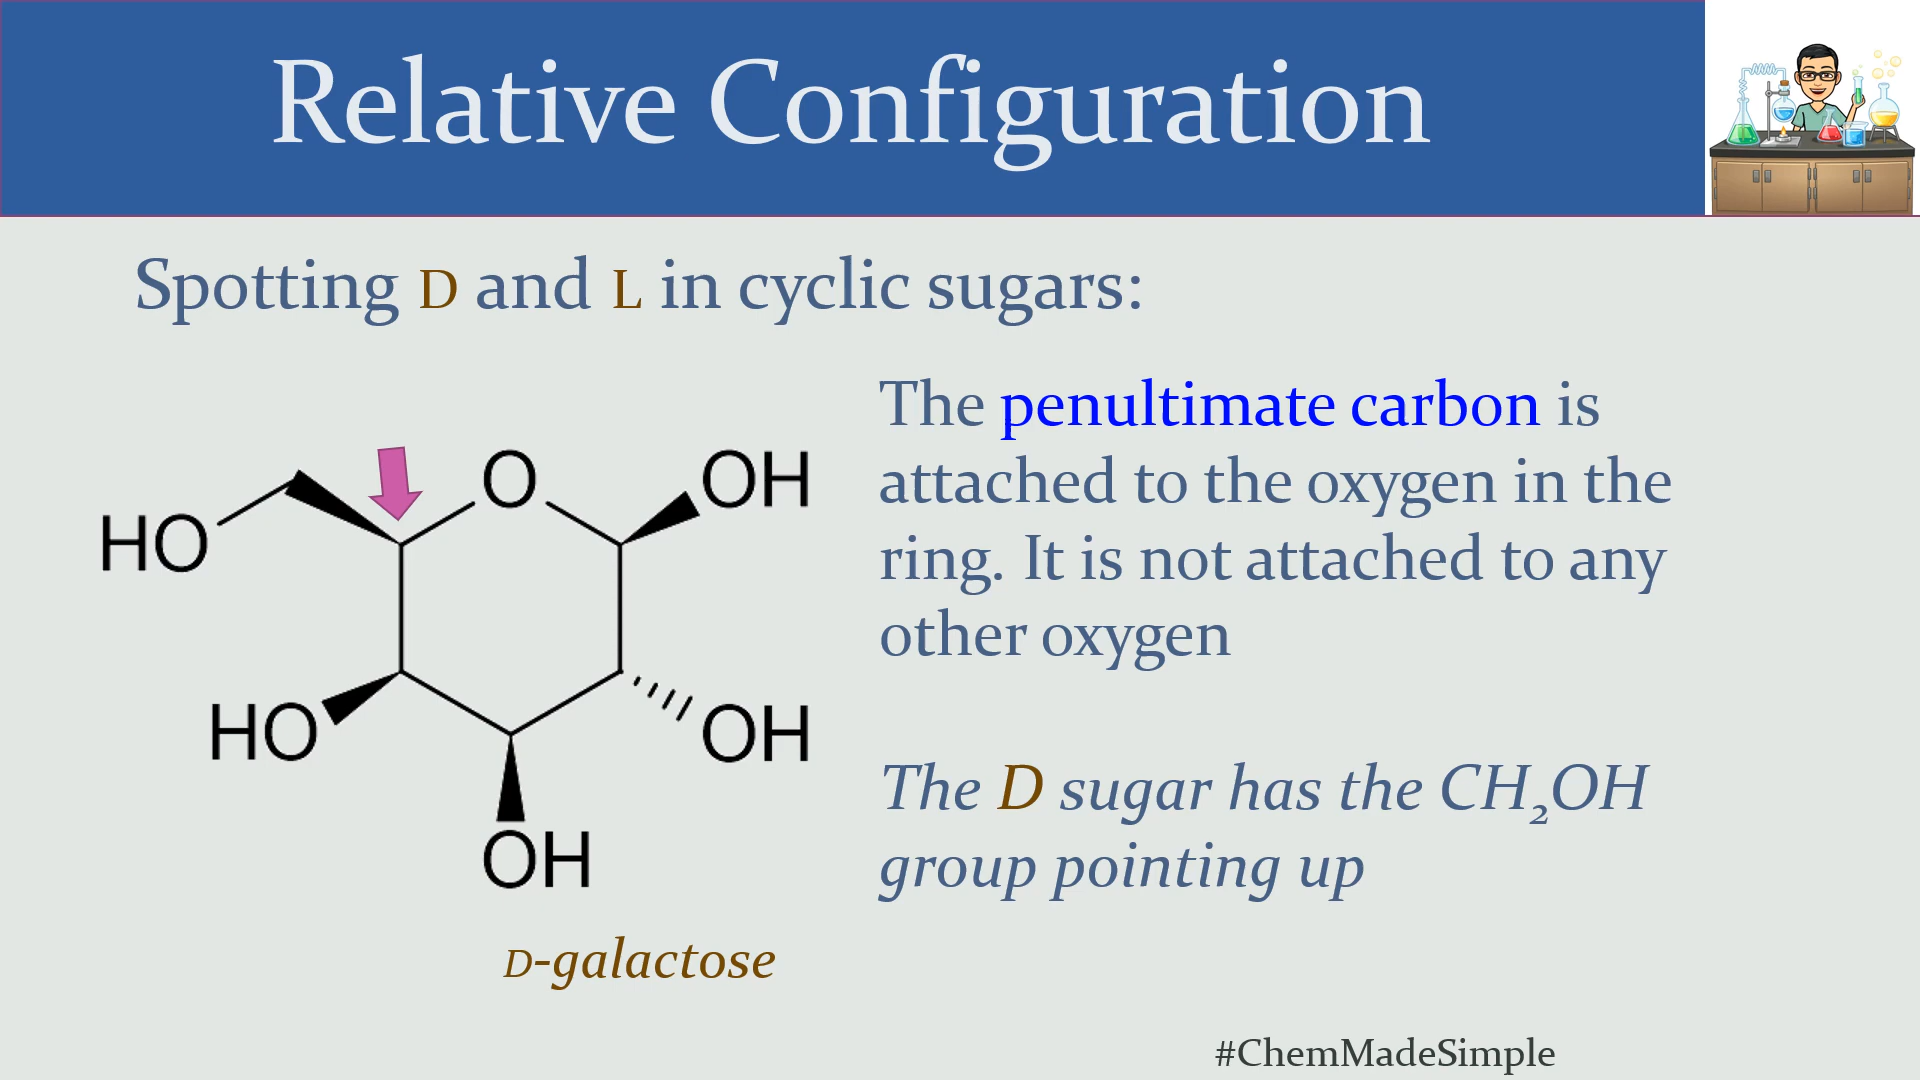 Relative Configuration
Spotting D and L in cyclic sugars:
The penultimate carbon is
attached to the oxygen in the
ring. It is not attached to any
other oxygen
The D sugar has the CH₂OH
group pointing up
O
OH
HO
HO
OH
OH
D-galactose
#ChemMadeSimple